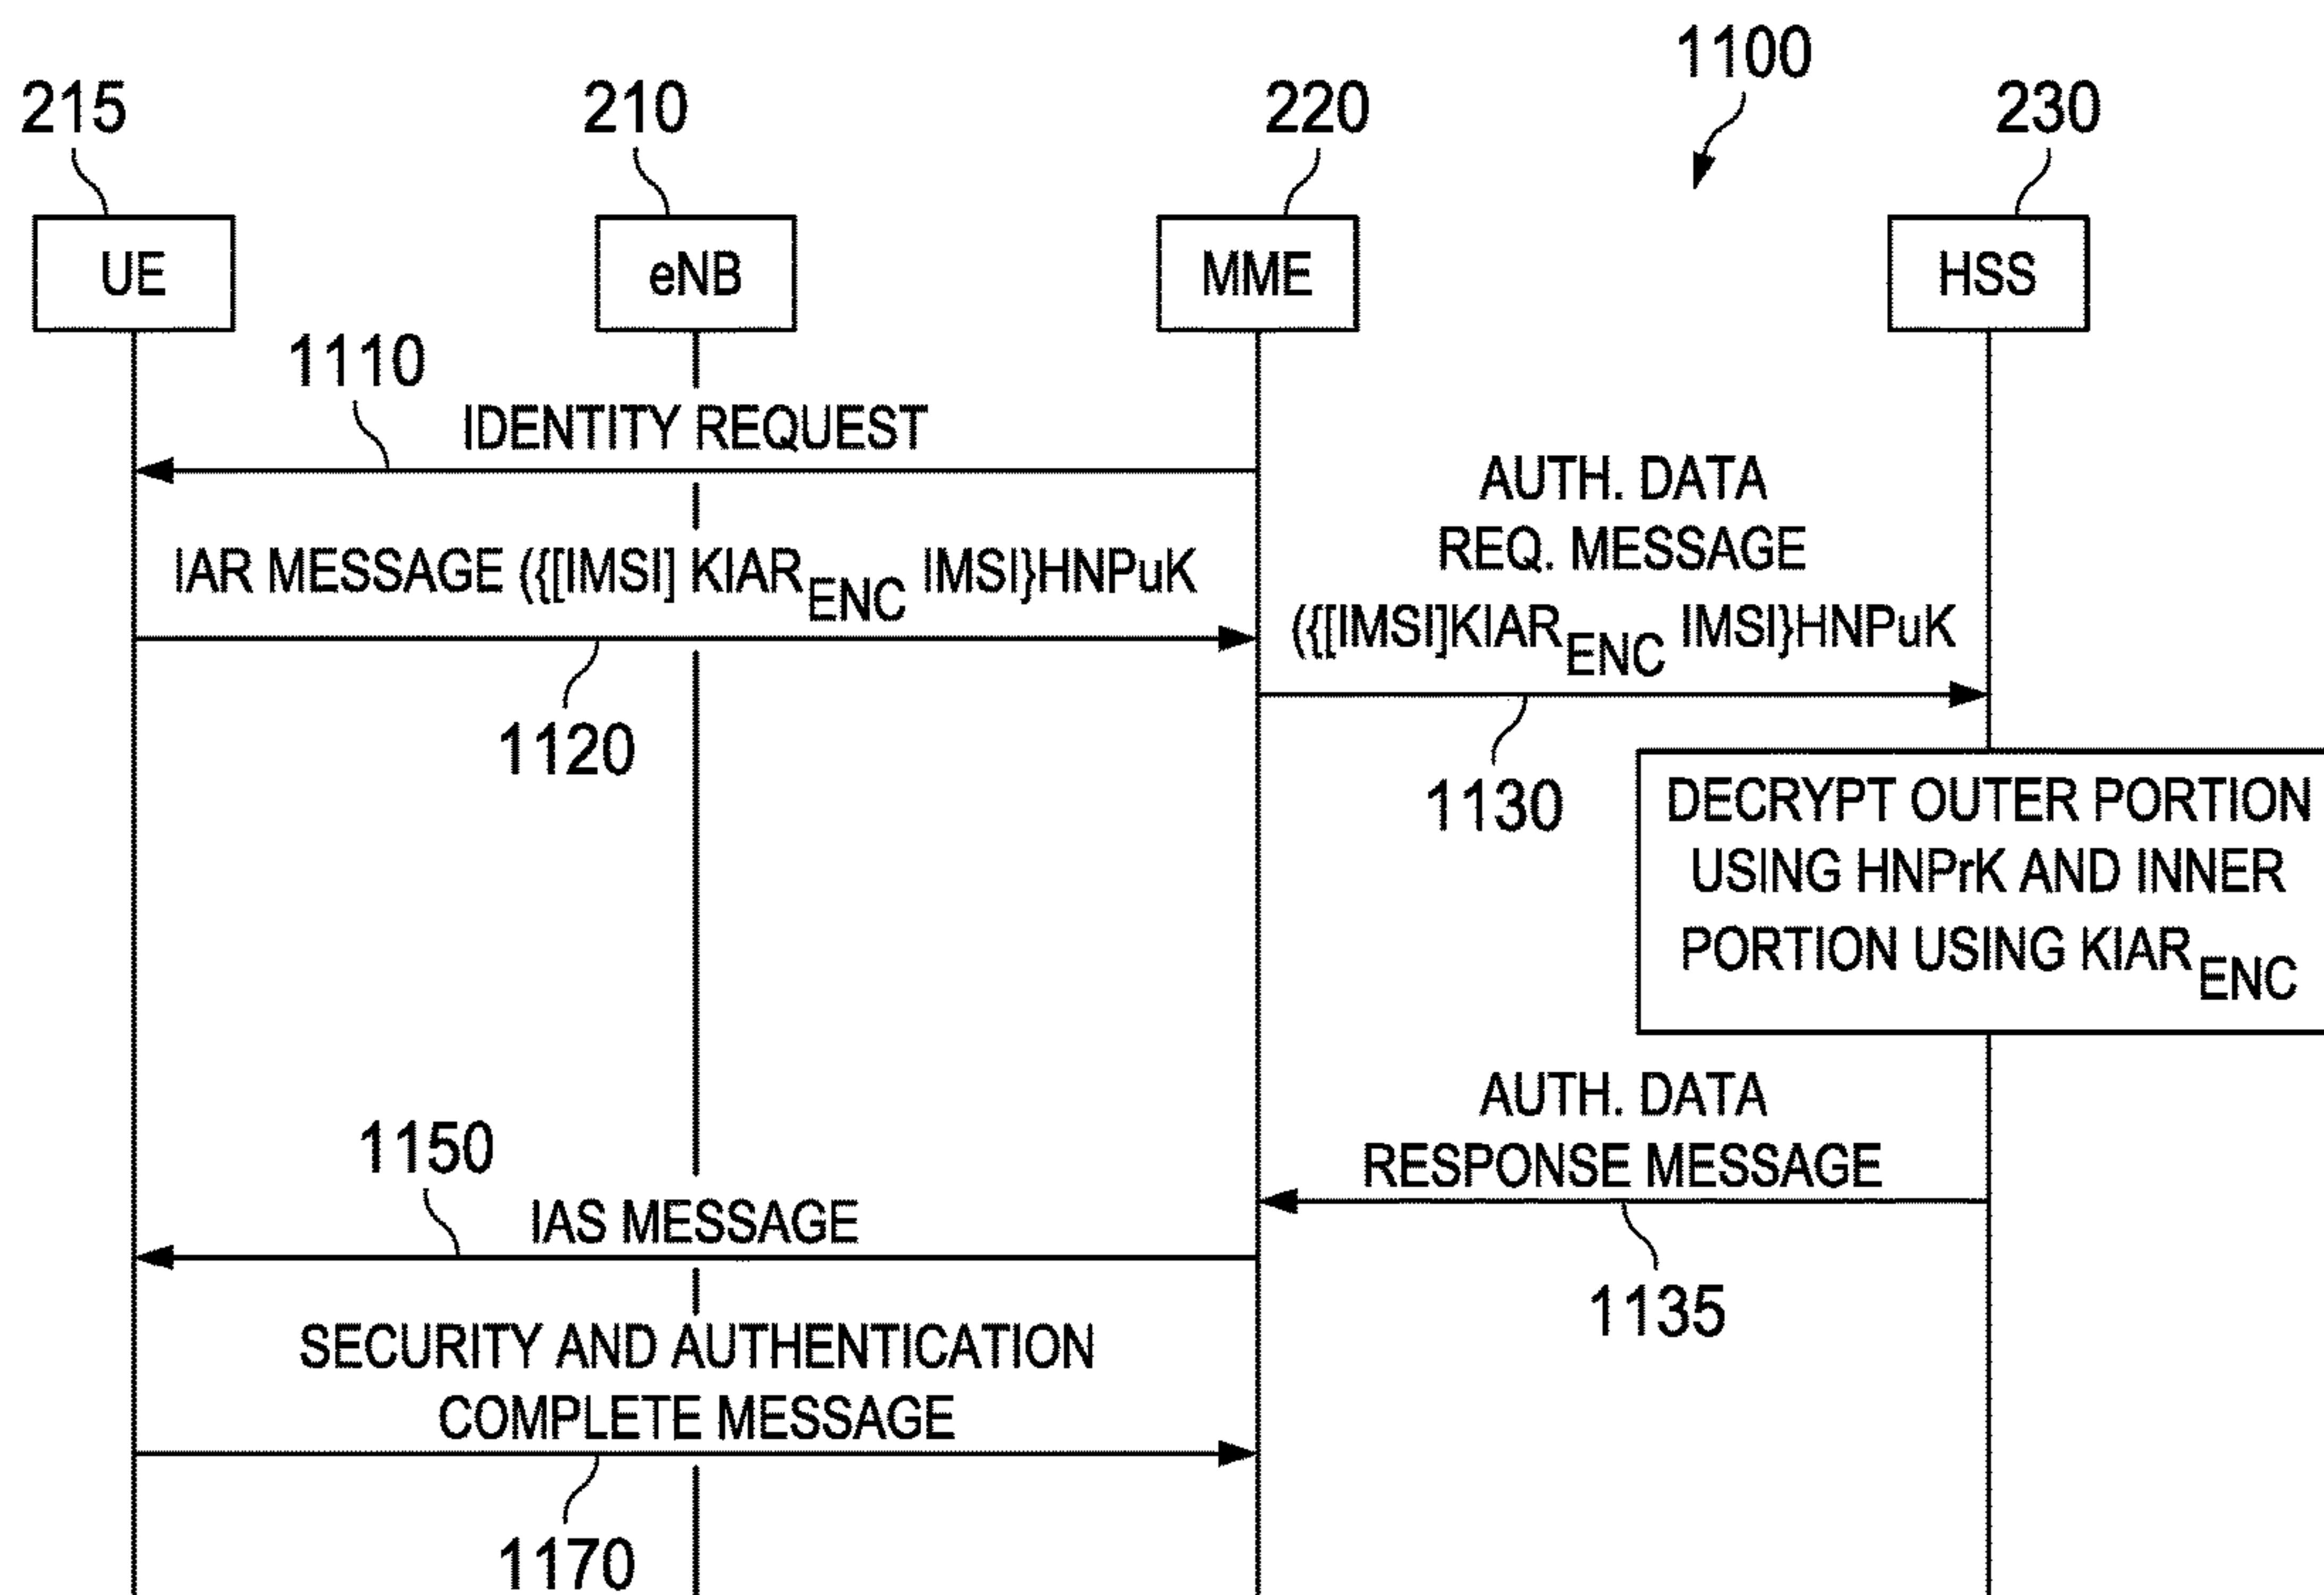 1100
215
210
220
230
UE
eNB
MME
HSS
1110
IDENTITY REQUEST
AUTH. DATA
REQ. MESSAGE
({[IMSI]KIAR_ENC IMSI}HNPuK
IAR MESSAGE ({[IMSI] KIAR_ENC IMSI}HNPuK
1120
1130
DECRYPT OUTER PORTION
USING HNPrK AND INNER
PORTION USING KIAR_ENC
AUTH. DATA
RESPONSE MESSAGE
1135
1150
IAS MESSAGE
SECURITY AND AUTHENTICATION
COMPLETE MESSAGE
1170